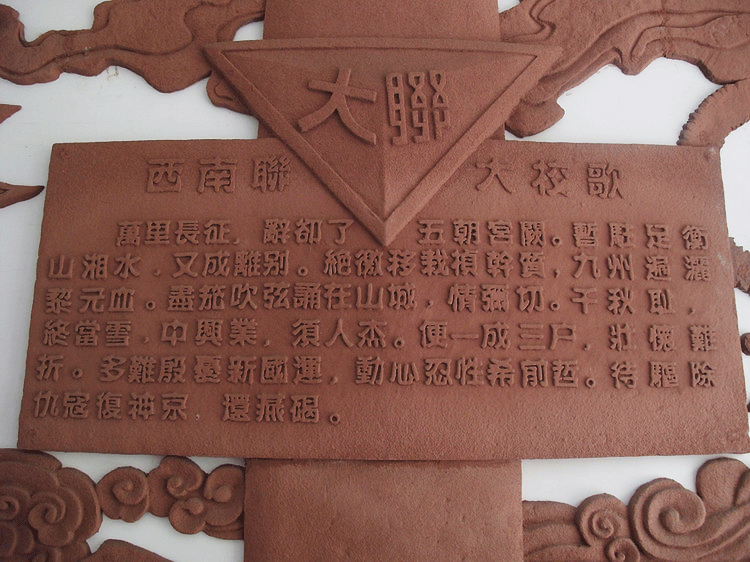 大聯
西南聯大校歌
萬里長征，辭却了五朝宮闕。暫駐足衡
山湘水，又成離别。絕徼移栽楨幹質，九州遍灑
黎元血。盡笳吹弦誦在山城，情彌切。千秋恥，
終當雪，中興業，須人杰。便一成三户，壯懷難
折。多難殷憂新國運，動心忍性希前哲。待驅除
仇寇復神京，還燕碣。